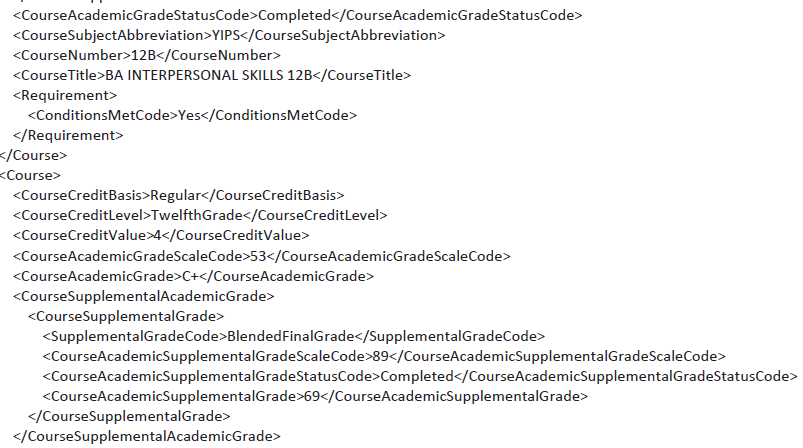 <CourseAcademicGradeStatusCode>Completed</CourseAcademicGradeStatusCode>
<CourseSubjectAbbreviation>YIPS</CourseSubjectAbbreviation>
<CourseNumber>12B</CourseNumber>
<CourseTitle>BA INTERPERSONAL SKILLS 12B</CourseTitle>
<Requirement>
<ConditionsMetCode>Yes</ConditionsMetCode>
</Requirement>
</Course>
<Course>
<CourseCreditBasis>Regular</CourseCreditBasis>
<CourseCreditLevel>TwelfthGrade</CourseCreditLevel>
<CourseCreditValue>4</CourseCreditValue>
<CourseAcademicGradeScaleCode>53</CourseAcademicGradeScaleCode>
<CourseAcademicGrade>C+</CourseAcademicGrade>
<CourseSupplementalAcademicGrade>
<CourseSupplementalGrade>
<SupplementalGradeCode>BlendedFinalGrade</SupplementalGradeCode>
<CourseAcademicSupplementalGradeScaleCode>89</CourseAcademicSupplementalGradeScaleCode>
<CourseAcademicSupplementalGradeStatusCode>Completed</CourseAcademicSupplementalGradeStatusCode>
<CourseAcademicSupplementalGrade>69</CourseAcademicSupplementalGrade>
</CourseSupplementalGrade>
</CourseSupplementalAcademicGrade>